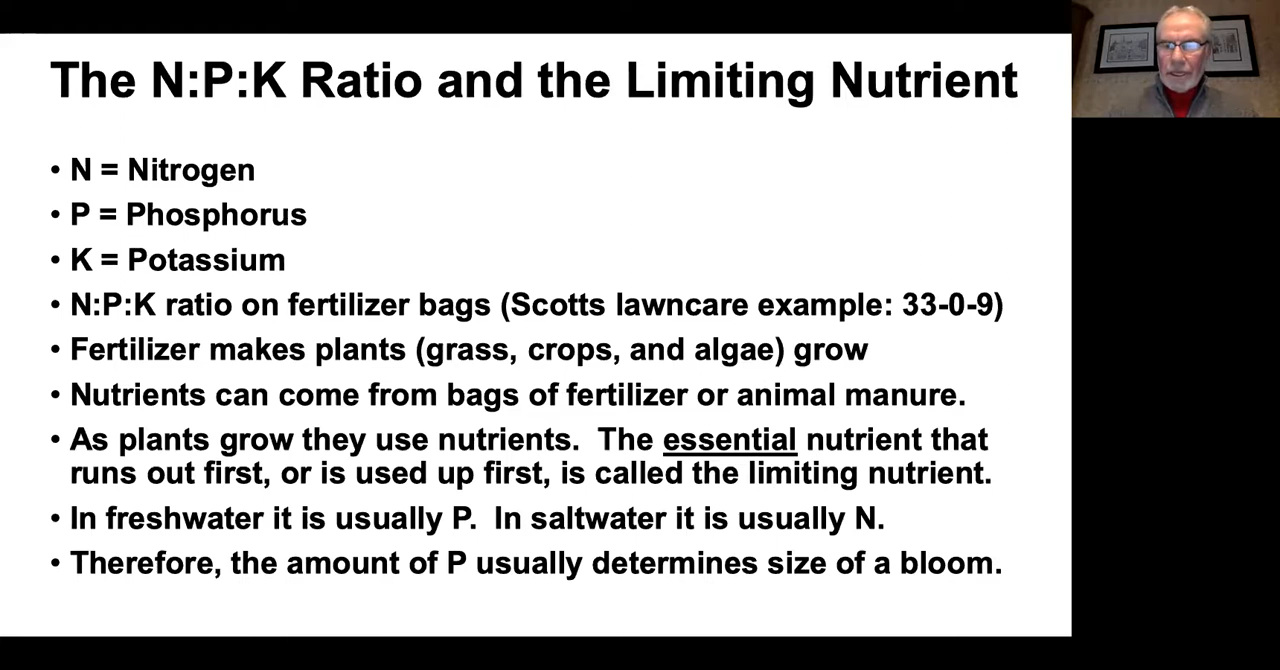 The N:P:K Ratio and the Limiting Nutrient
• N = Nitrogen
• P = Phosphorus
• K = Potassium
• N:P:K ratio on fertilizer bags (Scotts lawncare example: 33-0-9)
• Fertilizer makes plants (grass, crops, and algae) grow
• Nutrients can come from bags of fertilizer or animal manure.
• As plants grow they use nutrients.  The essential nutrient that
runs out first, or is used up first, is called the limiting nutrient.
• In freshwater it is usually P.  In saltwater it is usually N.
• Therefore, the amount of P usually determines size of a bloom.